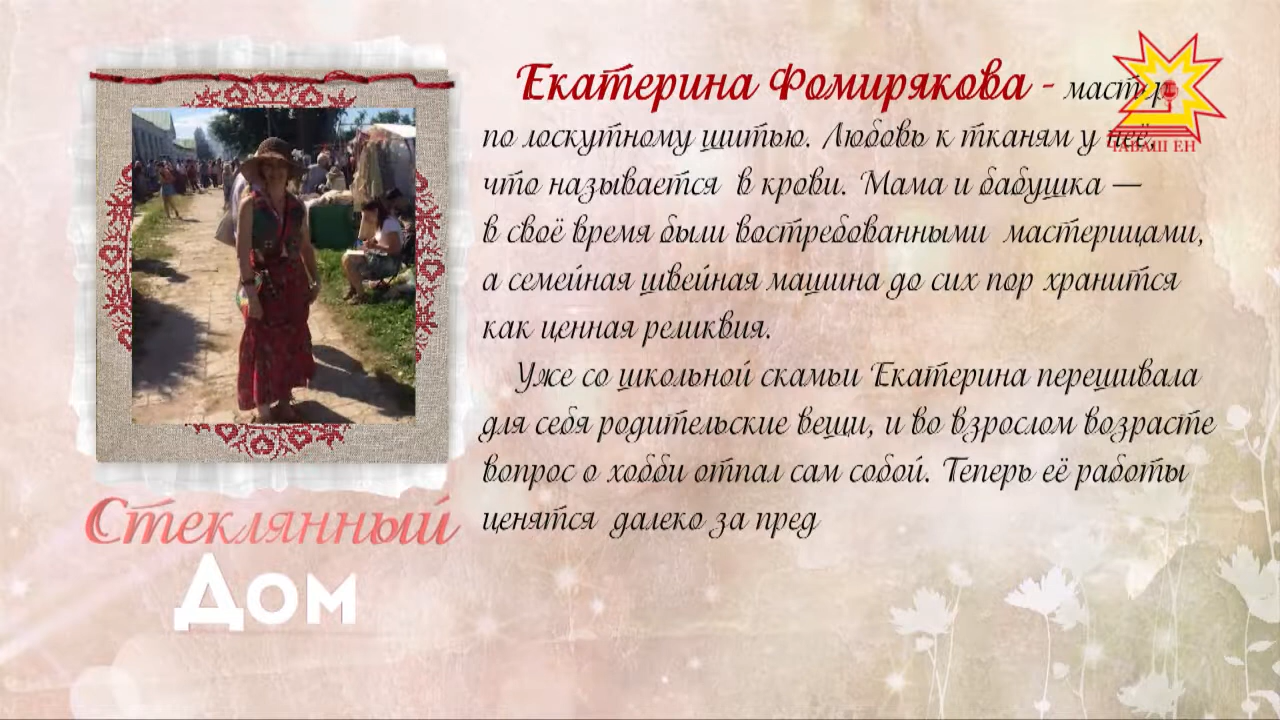 Екатерина Фомирякова - мастер
по лоскутному шитью. Любовь к тканям у неё,
что называется в крови. Мама и бабушка —
в своё время были востребованными мастерицами,
а семейная швейная машина до сих пор хранится
как ценная реликвия.
Уже со школьной скамьи Екатерина перешивала
для себя родительские вещи, и во взрослом возрасте
вопрос о хобби отпал сам собой. Теперь её работы
ценятся далеко за пред
ЧАВАШ ЕН
Стеклянный
Дом